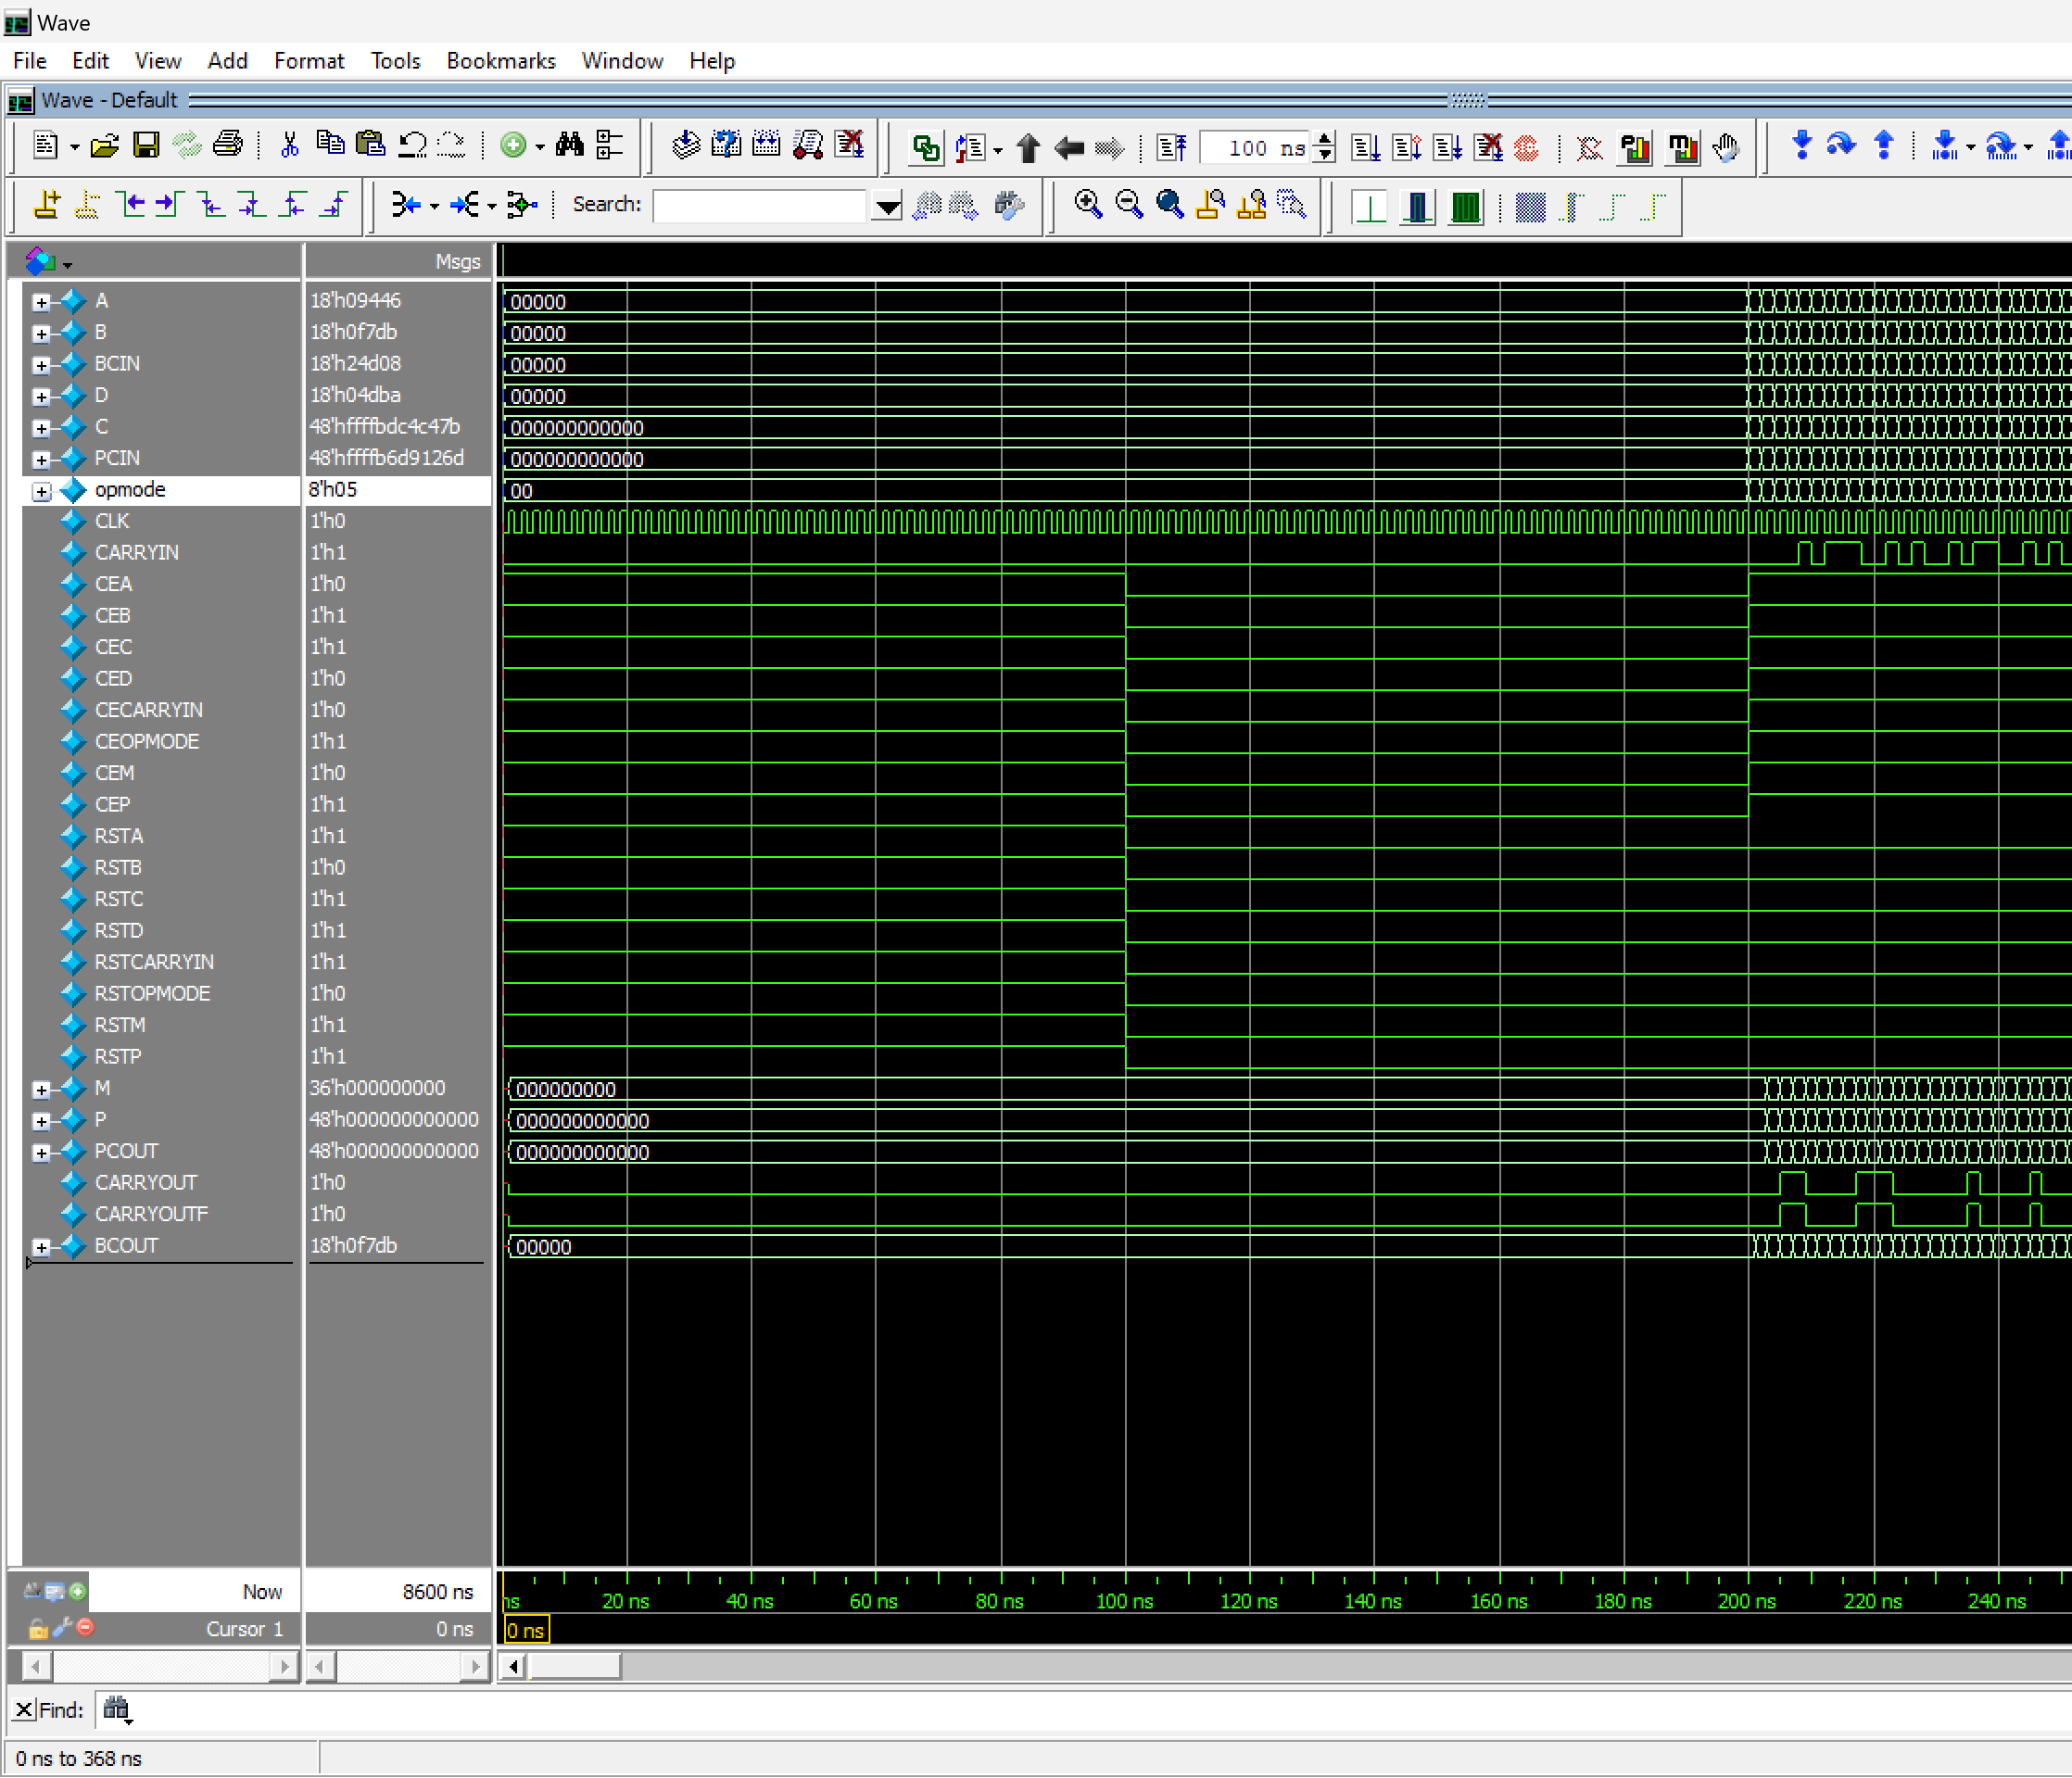 Wave
File Edit View Add Format Tools Bookmarks Window Help
Wave - Default
100 ns
Search:
Msgs
A 18'h09446 00000
B 18'h0f7db 00000
BCIN 18'h24d08 00000
D 18'h04dba 00000
C 48'hffffbdc4c47b 000000000000
PCIN 48'hffffb6d9126d 000000000000
opmode 8'h05 00
CLK 1'h0
CARRYIN 1'h1
CEA 1'h0
CEB 1'h1
CEC 1'h1
CED 1'h0
CECARRYIN 1'h0
CEOPMODE 1'h1
CEM 1'h0
CEP 1'h1
RSTA 1'h1
RSTB 1'h0
RSTC 1'h1
RSTD 1'h1
RSTCARRYIN 1'h1
RSTOPMODE 1'h0
RSTM 1'h1
RSTP 1'h1
M 36'h000000000 000000000
P 48'h000000000000 000000000000
PCOUT 48'h000000000000 000000000000
CARRYOUT 1'h0
CARRYOUTF 1'h0
BCOUT 18'h0f7db 00000
Now 8600 ns ns 20 ns 40 ns 60 ns 80 ns 100 ns 120 ns 140 ns 160 ns 180 ns 200 ns 220 ns 240 ns
Cursor 1 0 ns 0 ns
Find:
0 ns to 368 ns